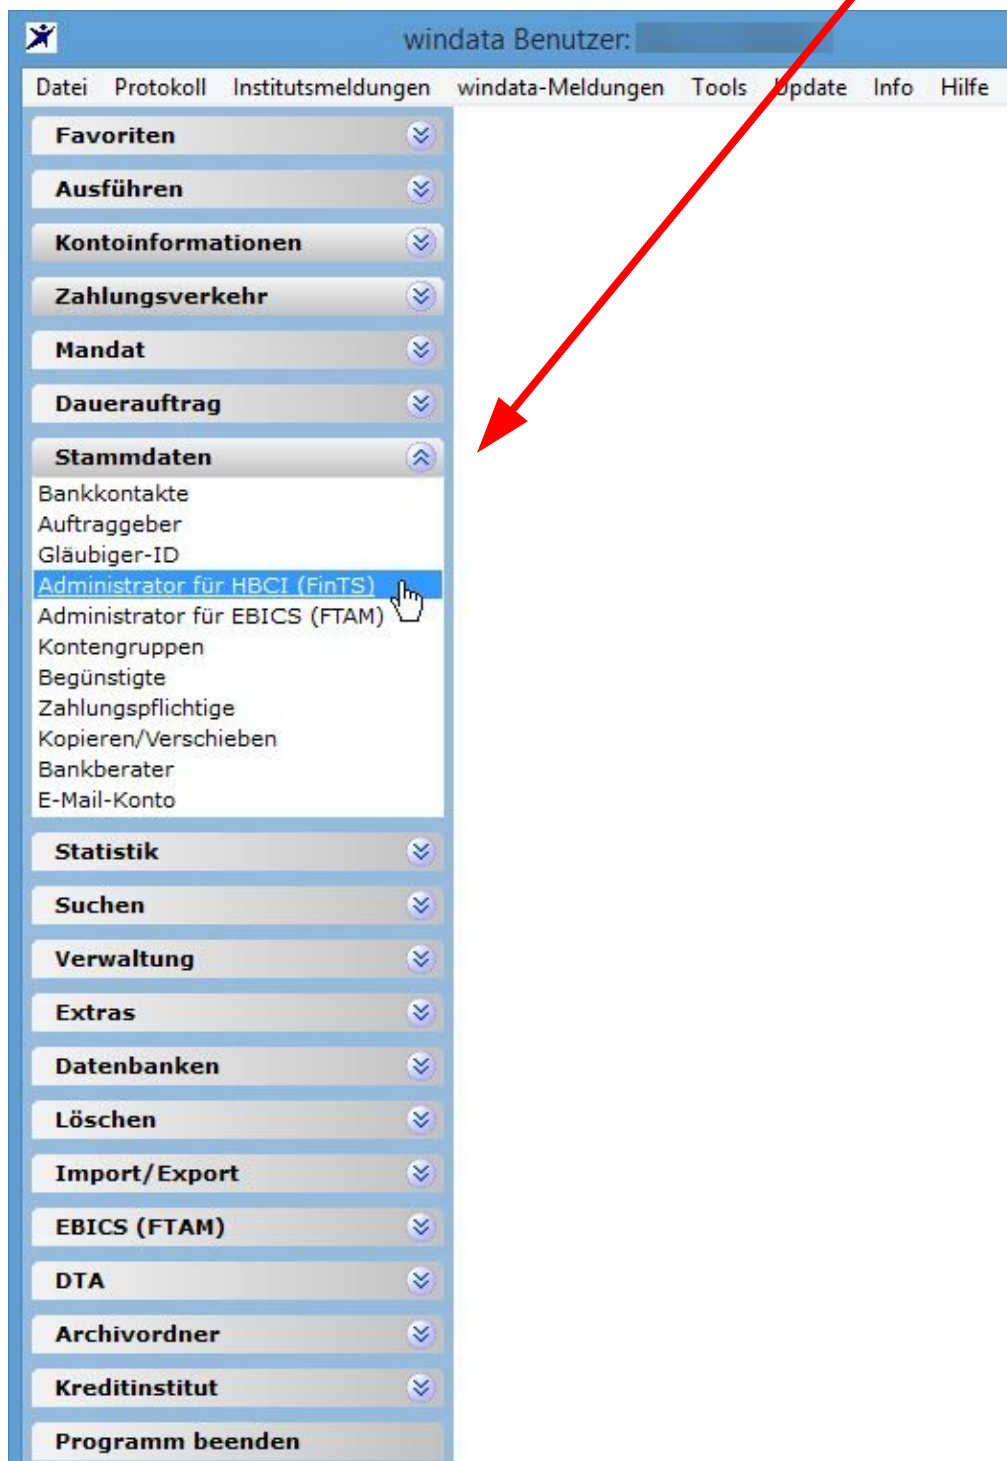 windata Benutzer:
Datei Protokoll Institutsmeldungen windata-Meldungen Tools Update Info Hilfe
Favoriten
Ausführen
Kontoinformationen
Zahlungsverkehr
Mandat
Dauerauftrag
Stammdaten
Bankkontakte
Auftraggeber
Gläubiger-ID
Administrator für HBCI (FinTS)
Administrator für EBICS (FTAM)
Kontengruppen
Begünstigte
Zahlungspflichtige
Kopieren/Verschieben
Bankberater
E-Mail-Konto
Statistik
Suchen
Verwaltung
Extras
Datenbanken
Löschen
Import/Export
EBICS (FTAM)
DTA
Archivordner
Kreditinstitut
Programm beenden